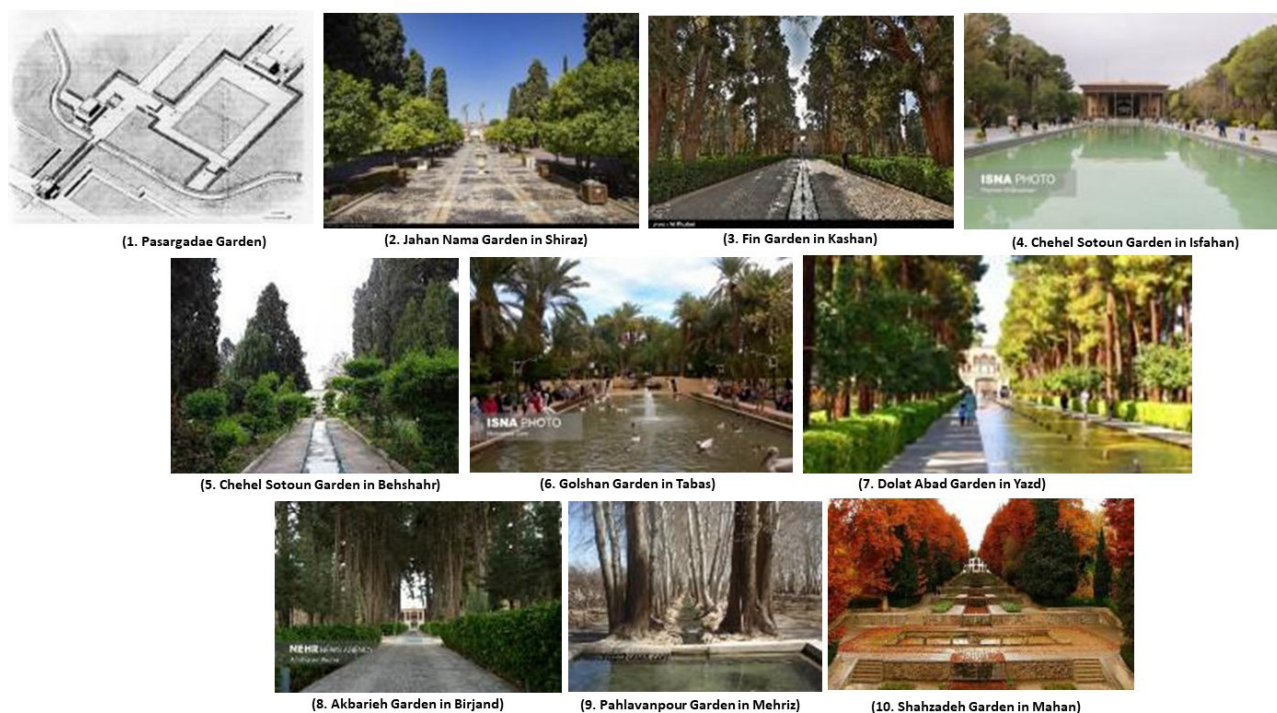 (1. Pasargadae Garden)
(2. Jahan Nama Garden in Shiraz)
(3. Fin Garden in Kashan)
ISNA PHOTO
(4. Chehel Sotoun Garden in Isfahan)
(5. Chehel Sotoun Garden in Behshahr)
ISNA PHOTO
(6. Golshan Garden in Tabas)
(7. Dolat Abad Garden in Yazd)
NEHR NEWS AGENCY
(8. Akbarieh Garden in Birjand)
(9. Pahlavanpour Garden in Mehriz)
(10. Shahzadeh Garden in Mahan)